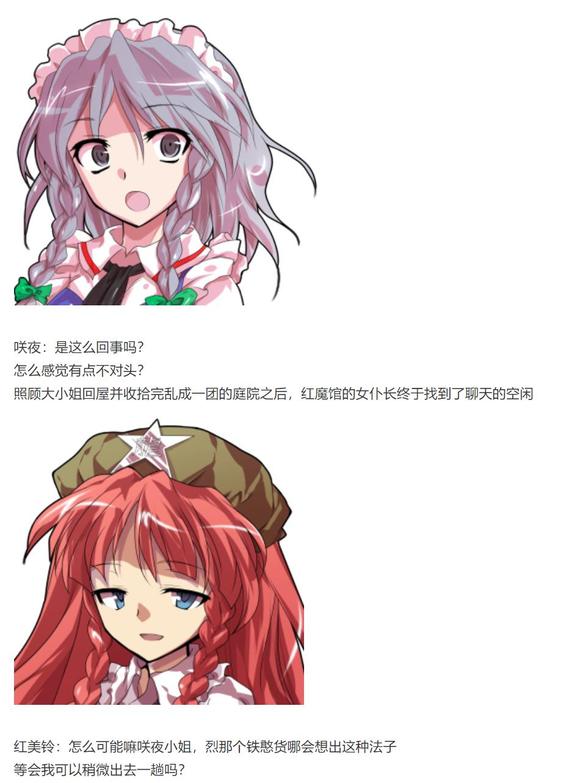 咲夜：是这么回事吗？
怎么感觉有点不对头？
照顾大小姐回屋并收拾完乱成一团的庭院之后，红魔馆的女仆长终于找到了聊天的空闲
红美铃：怎么可能嘛咲夜小姐，烈那个铁憨货哪会想出这种法子
等会我可以稍微出去一趟吗？